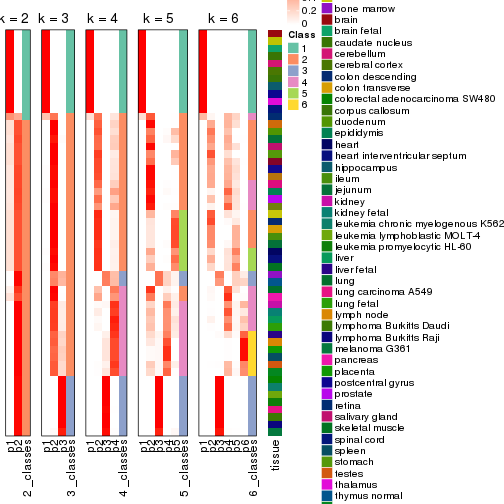 k = 2
k = 3
k = 4
k = 5
k = 6
0.2
0
Class
1
2
3
4
5
6
bone marrow
brain
brain fetal
caudate nucleus
cerebellum
cerebral cortex
colon descending
colon transverse
colorectal adenocarcinoma SW480
corpus callosum
duodenum
epididymis
heart
heart interventricular septum
hippocampus
ileum
jejunum
kidney
kidney fetal
leukemia chronic myelogenous K562
leukemia lymphoblastic MOLT-4
leukemia promyelocytic HL-60
liver
liver fetal
lung
lung carcinoma A549
lung fetal
lymph node
lymphoma Burkitts Daudi
lymphoma Burkitts Raji
melanoma G361
pancreas
placenta
postcentral gyrus
prostate
retina
salivary gland
skeletal muscle
spinal cord
spleen
stomach
testes
thalamus
thymus normal
p1
p2
2_classes
p1
p2
p3
3_classes
p1
p2
p3
p4
4_classes
p1
p2
p3
p4
p5
5_classes
p1
p2
p3
p4
p5
p6
6_classes
tissue